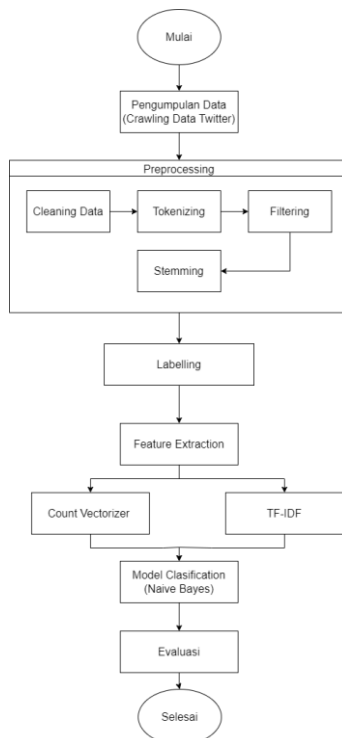 Mulai
Pengumpulan Data
(Crawling Data Twitter)
Preprocessing
Cleaning Data
Tokenizing
Filtering
Stemming
Labelling
Feature Extraction
Count Vectorizer
TF-IDF
Model Clasification
(Naive Bayes)
Evaluasi
Selesai